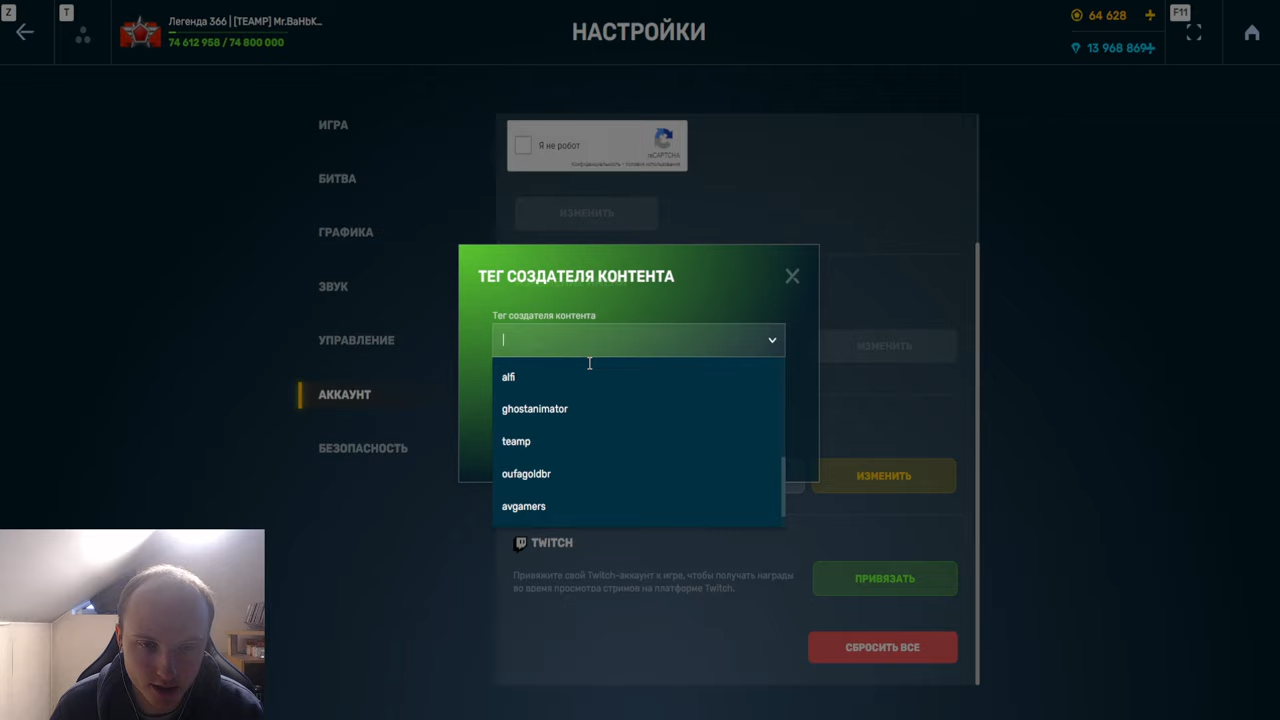 Z
T
Легенда 366 | [TEAMP] Mr.BaHbK...
74 612 958 / 74 800 000
НАСТРОЙКИ
64 628
13 968 869
F11
ИГРА
БИТВА
ГРАФИКА
ЗВУК
УПРАВЛЕНИЕ
АККАУНТ
БЕЗОПАСНОСТЬ
Я не робот
reCAPTCHA
Конфиденциальность - Условия использования
ИЗМЕНИТЬ
ТЕГ СОЗДАТЕЛЯ КОНТЕНТА
Тег создателя контента
alfi
ghostanimator
teamp
oufagoldbr
avgamers
ИЗМЕНИТЬ
ИЗМЕНИТЬ
TWITCH
Привяжите свой Twitch-аккаунт к игре, чтобы получать награды
во время просмотра стримов на платформе Twitch.
ПРИВЯЗАТЬ
СБРОСИТЬ ВСЕ